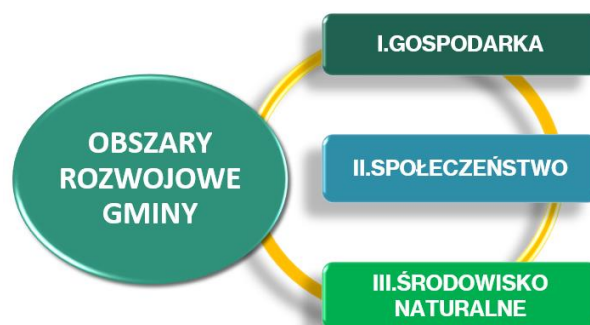 OBSZARY
ROZWOJOWE
GMINY
I.GOSPODARKA
II.SPOŁECZEŃSTWO
III.ŚRODOWISKO
NATURALNE